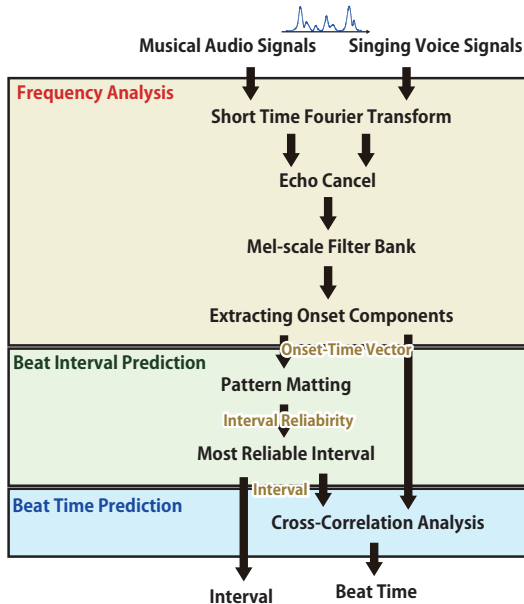 Musical Audio Signals
Singing Voice Signals
Frequency Analysis
Short Time Fourier Transform
Echo Cancel
Mel-scale Filter Bank
Extracting Onset Components
Onset-Time Vector
Beat Interval Prediction
Pattern Matting
Interval Reliabirity
Most Reliable Interval
Interval
Beat Time Prediction
Cross-Correlation Analysis
Interval
Beat Time